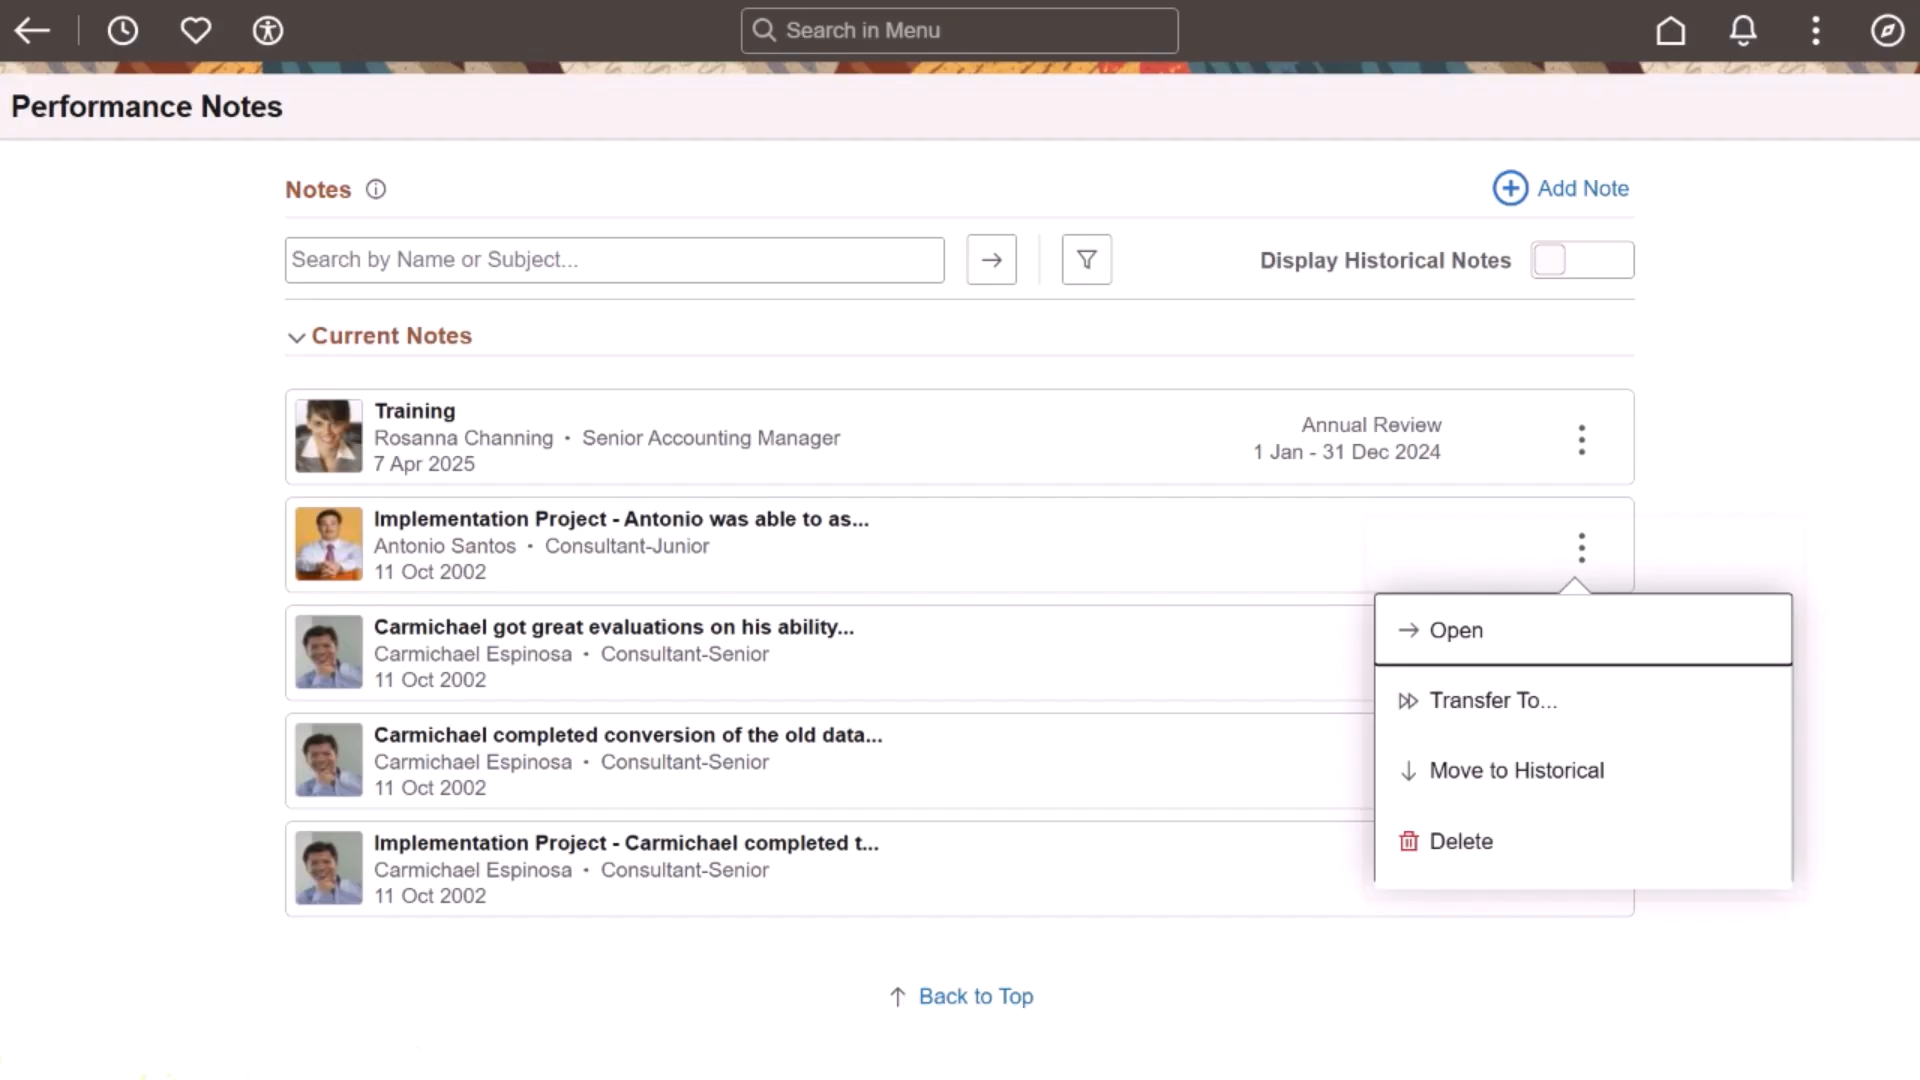 Search in Menu
Performance Notes
Notes
Add Note
Search by Name or Subject...
Display Historical Notes
Current Notes
Training
Rosanna Channing • Senior Accounting Manager
7 Apr 2025
Annual Review
1 Jan - 31 Dec 2024
Implementation Project - Antonio was able to as...
Antonio Santos • Consultant-Junior
11 Oct 2002
Carmichael got great evaluations on his ability...
Carmichael Espinosa • Consultant-Senior
11 Oct 2002
Carmichael completed conversion of the old data...
Carmichael Espinosa • Consultant-Senior
11 Oct 2002
Implementation Project - Carmichael completed t...
Carmichael Espinosa • Consultant-Senior
11 Oct 2002
Open
Transfer To...
Move to Historical
Delete
Back to Top